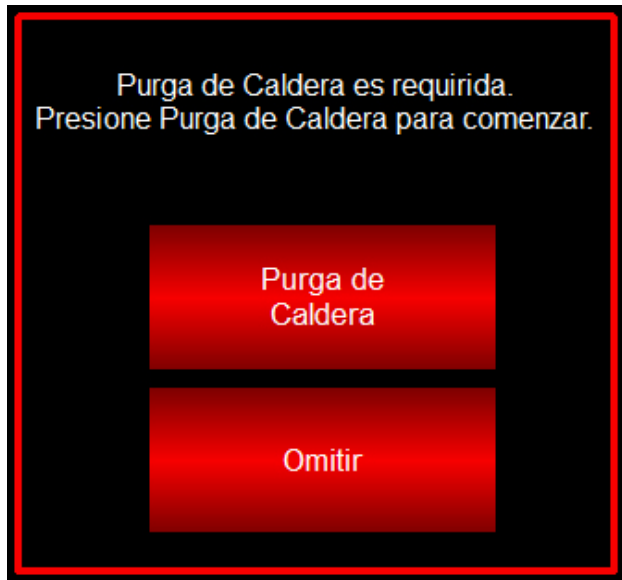 Purga de Caldera es requirida.
Presione Purga de Caldera para comenzar.
Purga de
Caldera
Omitir